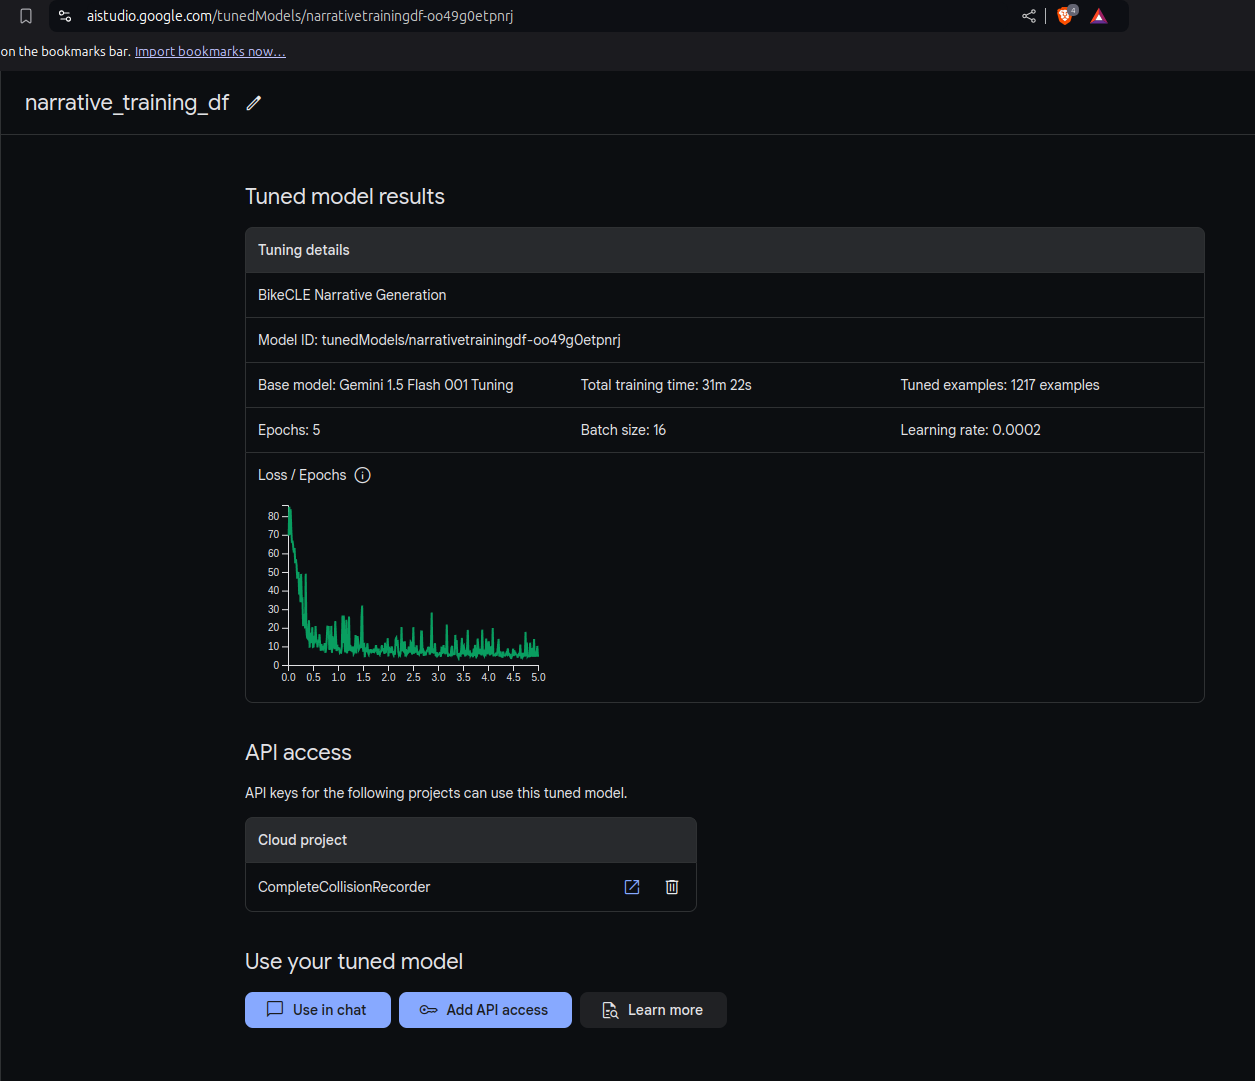 aistudio.google.com/tunedModels/narrativetrainingdf-oo49g0etpnrj
4
on the bookmarks bar. Import bookmarks now...
narrative_training_df
Tuned model results
Tuning details
BikeCLE Narrative Generation
Model ID: tunedModels/narrativetrainingdf-oo49g0etpnrj
Base model: Gemini 1.5 Flash 001 Tuning Total training time: 31m 22s Tuned examples: 1217 examples
Epochs: 5 Batch size: 16 Learning rate: 0.0002
Loss / Epochs
80
70
60
50
40
30
20
10
0
0.0 0.5 1.0 1.5 2.0 2.5 3.0 3.5 4.0 4.5 5.0
API access
API keys for the following projects can use this tuned model.
Cloud project
CompleteCollisionRecorder
Use your tuned model
Use in chat Add API access Learn more